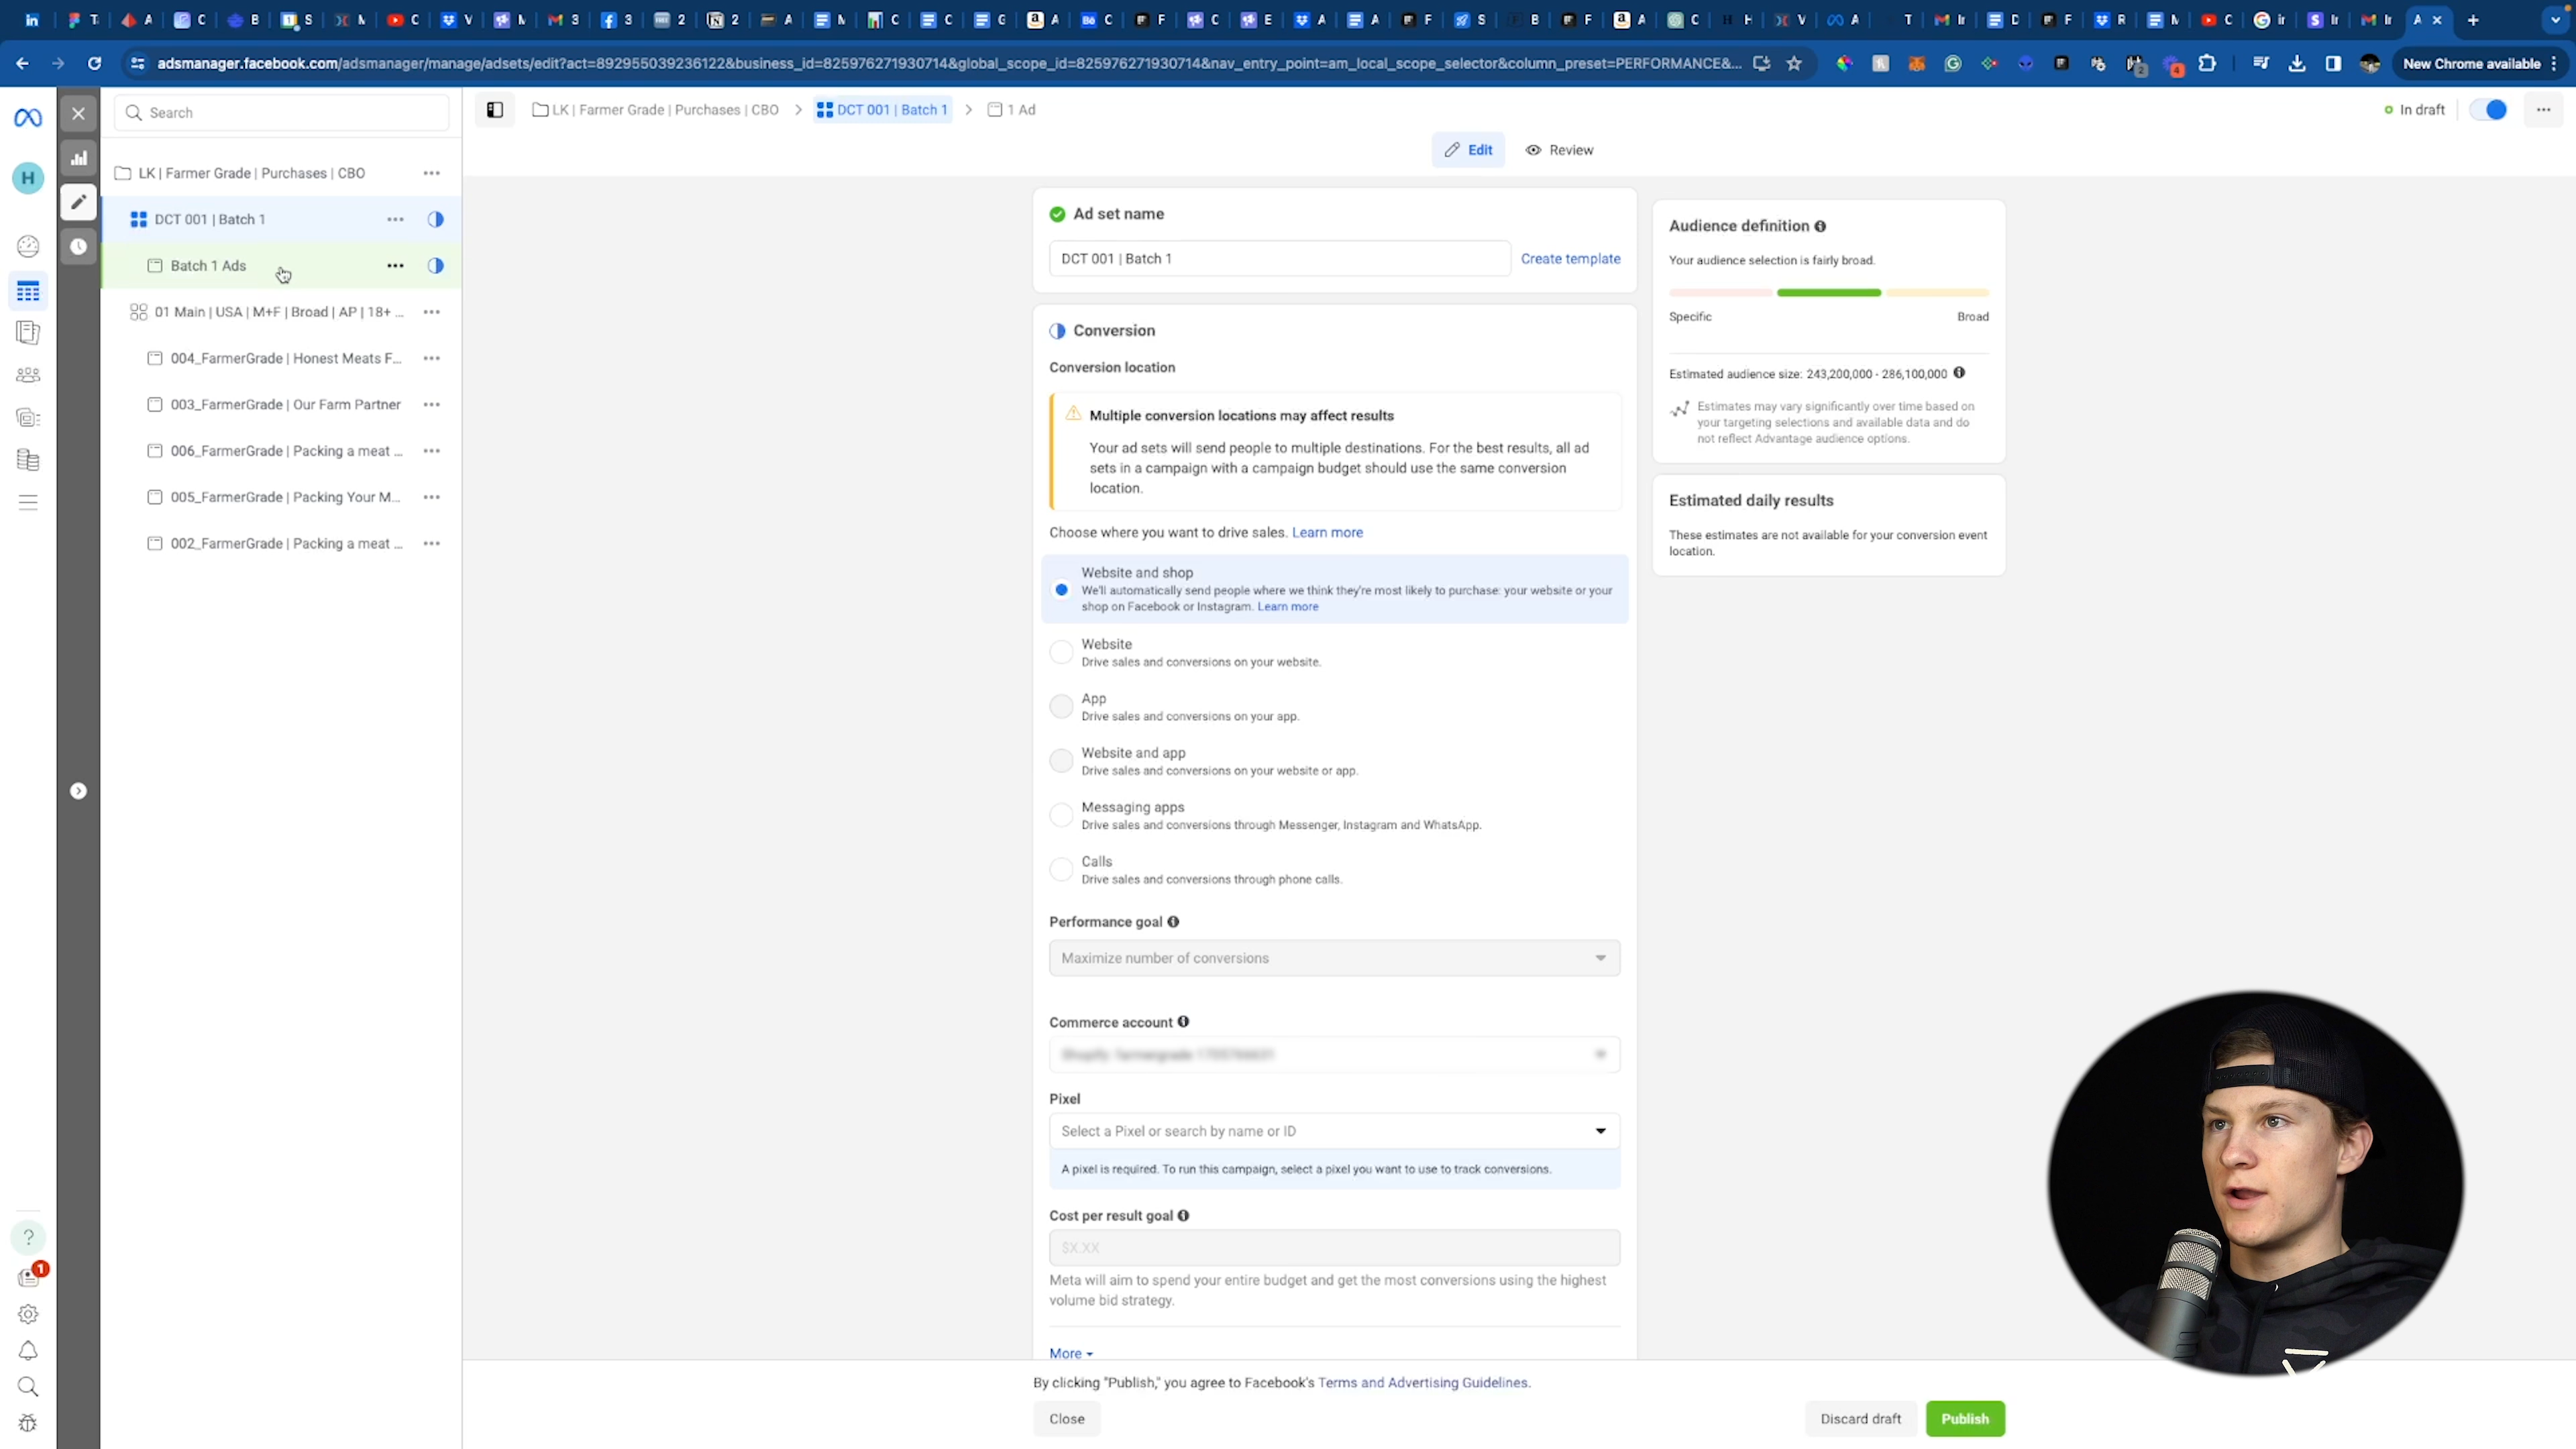 in T A C B S M C V M 3 3 2 2 A M C C G A C F C E A A F S B F A C H V A T Ir D F R M C ir Ir Ir A
adsmanager.facebook.com/adsmanager/manage/adsets/edit?act=892955039236122&business_id=825976271930714&global_scope_id=825976271930714&nav_entry_point=am_local_scope_selector&column_preset=PERFORMANCE&... 2 4 New Chrome available
Search
LK | Farmer Grade | Purchases | CBO > DCT 001 | Batch 1 > 1 Ad
In draft
Edit Review
H
LK | Farmer Grade | Purchases | CBO
DCT 001 | Batch 1
Batch 1 Ads
01 Main | USA | M+F | Broad | AP | 18+ ...
004_FarmerGrade | Honest Meats F...
003_FarmerGrade | Our Farm Partner
006_FarmerGrade | Packing a meat ...
005_FarmerGrade | Packing Your M...
002_FarmerGrade | Packing a meat ...
Ad set name
DCT 001 | Batch 1
Create template
Conversion
Conversion location
Multiple conversion locations may affect results
Your ad sets will send people to multiple destinations. For the best results, all ad
sets in a campaign with a campaign budget should use the same conversion
location.
Choose where you want to drive sales. Learn more
Website and shop
We'll automatically send people where we think they're most likely to purchase: your website or your
shop on Facebook or Instagram. Learn more
Website
Drive sales and conversions on your website.
App
Drive sales and conversions on your app.
Website and app
Drive sales and conversions on your website or app.
Messaging apps
Drive sales and conversions through Messenger, Instagram and WhatsApp.
Calls
Drive sales and conversions through phone calls.
Performance goal
Maximize number of conversions
Commerce account
Pixel
Select a Pixel or search by name or ID
A pixel is required. To run this campaign, select a pixel you want to use to track conversions.
Cost per result goal
$X.XX
Meta will aim to spend your entire budget and get the most conversions using the highest
volume bid strategy.
More
Audience definition
Your audience selection is fairly broad.
Specific Broad
Estimated audience size: 243,200,000 - 286,100,000
Estimates may vary significantly over time based on
your targeting selections and available data and do
not reflect Advantage audience options.
Estimated daily results
These estimates are not available for your conversion event
location.
1
By clicking "Publish," you agree to Facebook's Terms and Advertising Guidelines.
Close
Discard draft
Publish